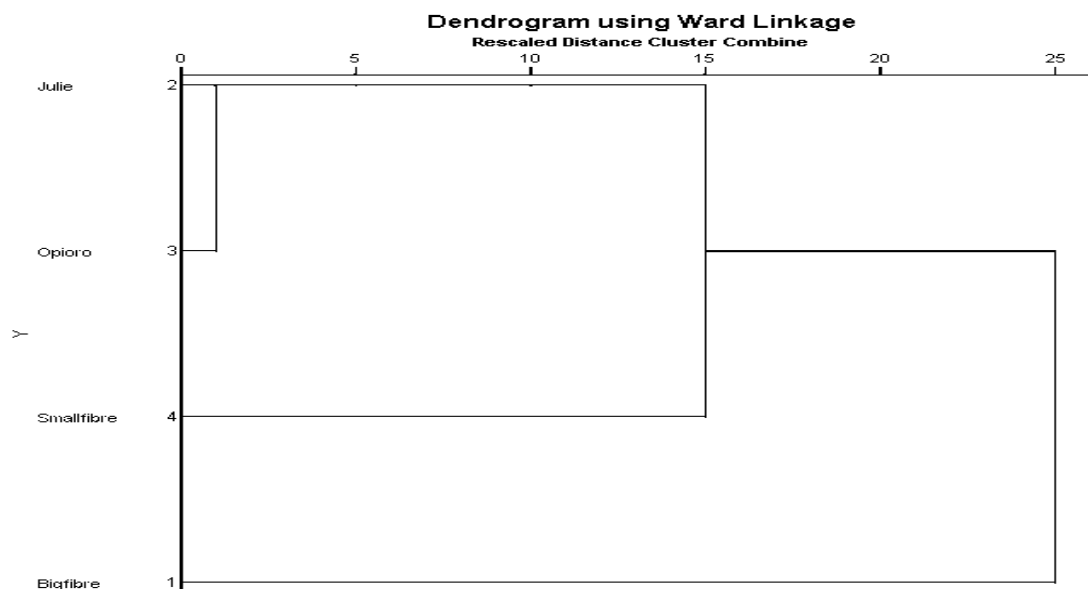 Dendrogram using Ward Linkage
Rescaled Distance Cluster Combine
0 5 10 15 20 25
Julie 2
Opioro 3
Y
Smallfibre 4
Bigfibre 1